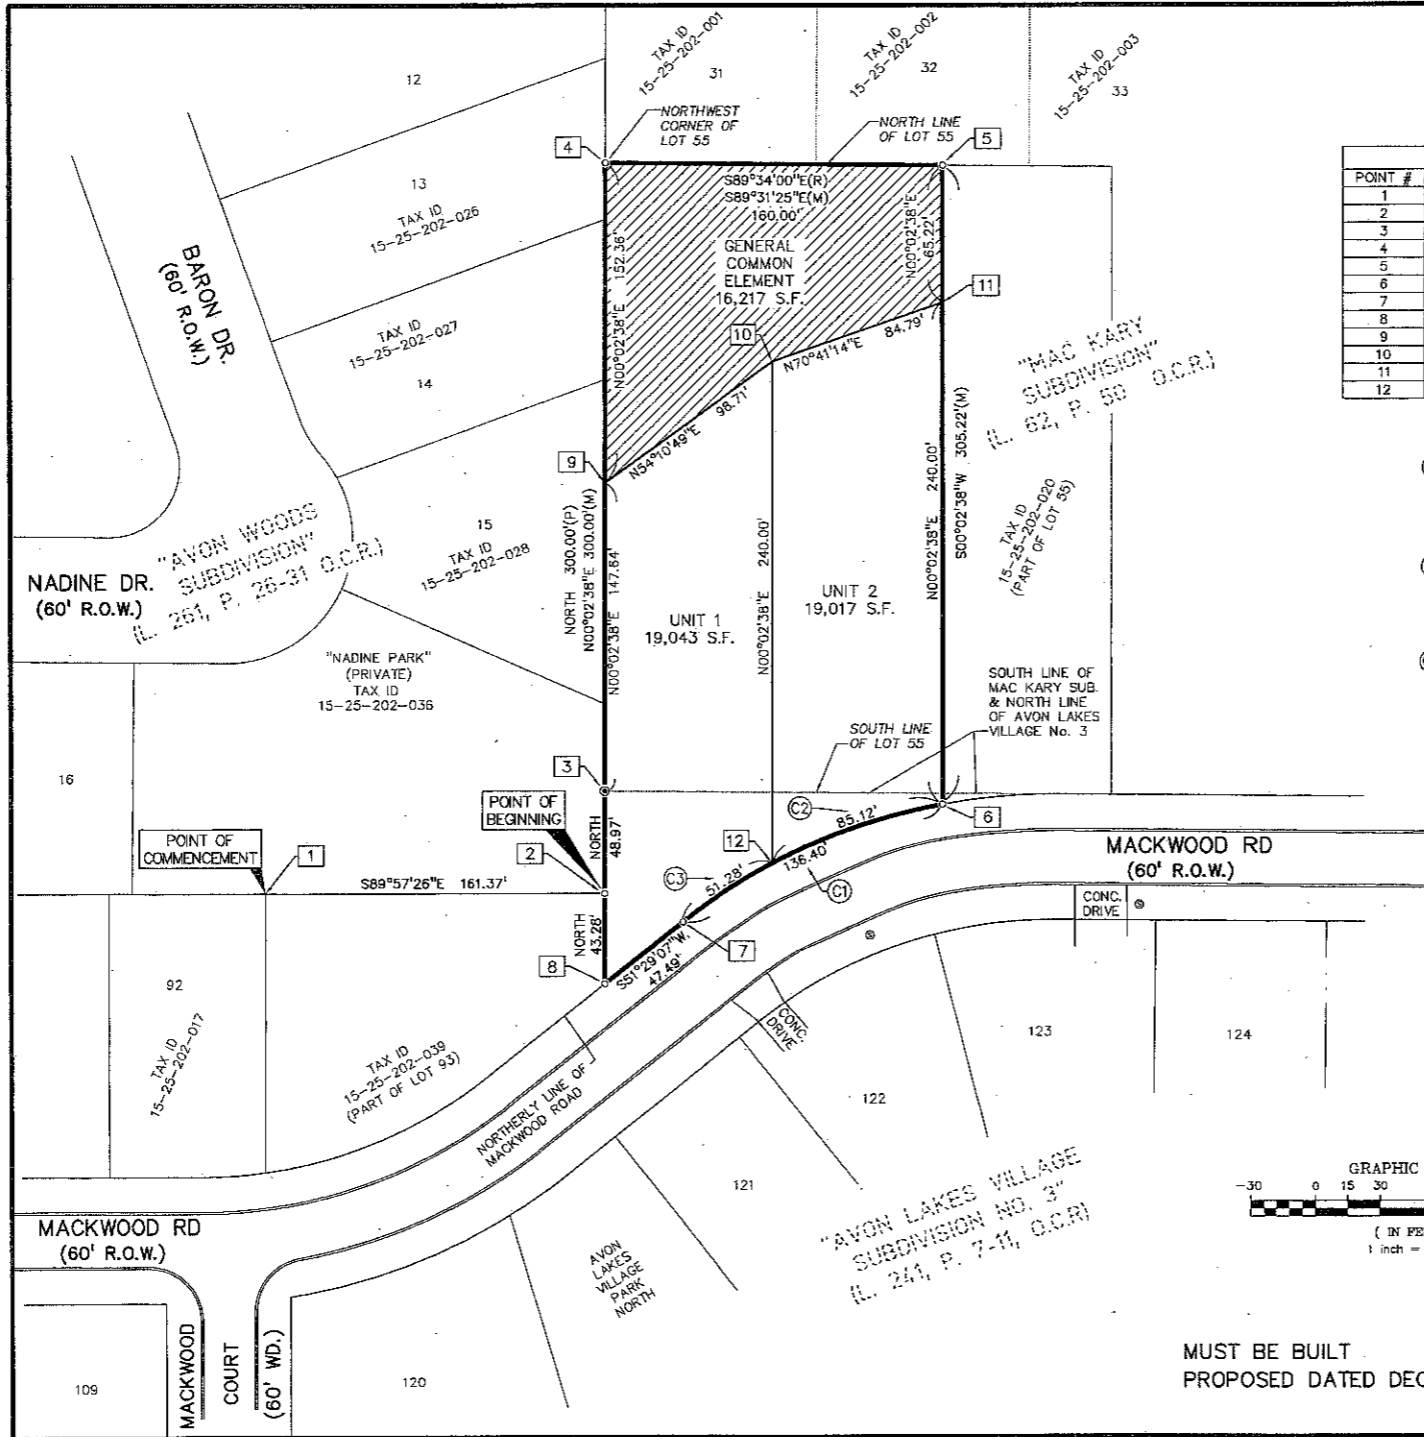 TAX ID
15-25-202-001
31
TAX ID
15-25-202-002
32
TAX ID
15-25-202-003
33
12
NORTHWEST
CORNER OF
LOT 55
NORTH LINE
OF LOT 55
4
5
S89°34'00"E(R)
S89°31'25"E(M)
160.00'
GENERAL
COMMON
ELEMENT
16,217 S.F.
N00°02'38"E 152.36'
N00°02'38"E
65.22'
13
TAX ID
15-25-202-026
BARON DR.
(60' R.O.W.)
TAX ID
15-25-202-027
14
10
11
N70°41'14"E 84.79'
N54°10'49"E 98.71'
"MAC KARY
SUBDIVISION"
(L. 62, P. 50 O.C.R.)
POINT #
1
2
3
4
5
6
7
8
9
10
11
12
9
15
TAX ID
15-25-202-028
NORTH 300.00'(P)
N00°02'38"E 300.00'(M)
N00°02'38"E 147.64'
N00°02'38"E 240.00'
N00°02'38"E 240.00'
S00°02'38"W 305.22'(M)
TAX ID
15-25-202-020
(PART OF LOT 55)
"AVON WOODS
SUBDIVISION"
(L. 261, P. 26-31 O.C.R.)
NADINE DR.
(60' R.O.W.)
UNIT 1
19,043 S.F.
UNIT 2
19,017 S.F.
"NADINE PARK"
(PRIVATE)
TAX ID
15-25-202-036
SOUTH LINE OF
MAC KARY SUB.
& NORTH LINE
OF AVON LAKES
VILLAGE No. 3
SOUTH LINE
OF LOT 55
16
3
POINT OF
BEGINNING
POINT OF
COMMENCEMENT
1
2
NORTH
48.97'
S89°57'26"E 161.37'
C2
85.12'
6
12
136.40'
C1
C3
51.28'
MACKWOOD RD
(60' R.O.W.)
CONC.
DRIVE
NORTH
43.28'
8
7
S51°29'07"W
47.49'
92
TAX ID
15-25-202-017
TAX ID
15-25-202-039
(PART OF LOT 93)
NORTHERLY LINE OF
MACKWOOD ROAD
CONC.
DRIVE
123
124
122
121
"AVON LAKES VILLAGE
SUBDIVISION NO. 3"
(L. 241, P. 7-11, O.C.R)
GRAPHIC
-30 0 15 30
( IN FE
1 inch =
MACKWOOD RD
(60' R.O.W.)
AVON
LAKES
VILLAGE
PARK
NORTH
109
MACKWOOD
COURT
(60' WD.)
120
MUST BE BUILT
PROPOSED DATED DEC